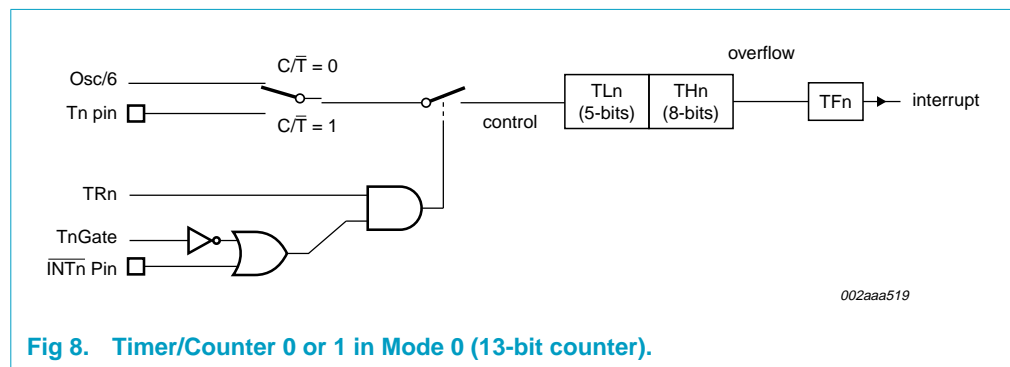 overflow
C/T̅ = 0
Osc/6
Tn pin
C/T̅ = 1
control
TLn
(5-bits)
THn
(8-bits)
TFn
interrupt
TRn
TnGate
I̅N̅T̅n̅ Pin
002aaa519
Fig 8. Timer/Counter 0 or 1 in Mode 0 (13-bit counter).